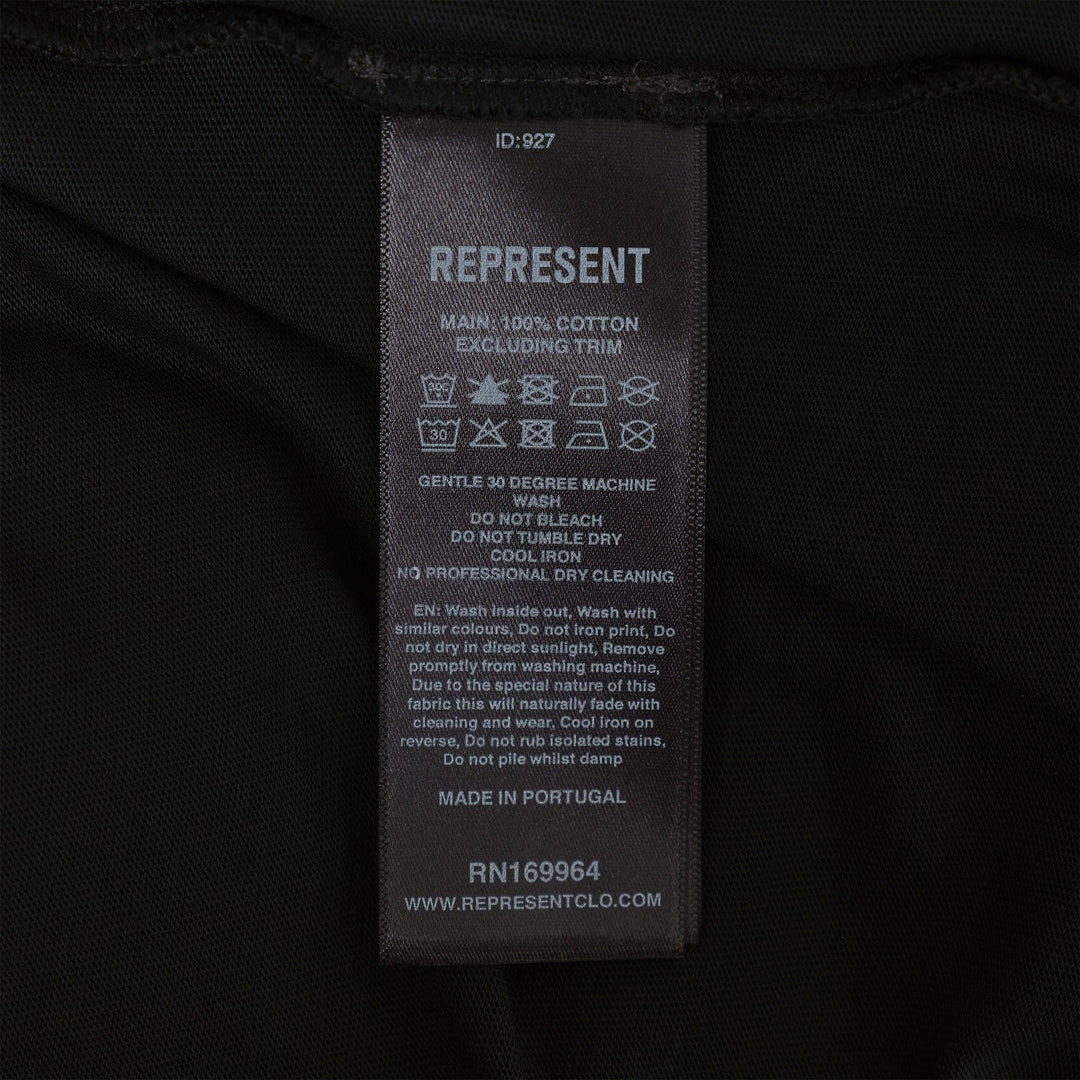 ID:927
REPRESENT
MAIN: 100% COTTON
EXCLUDING TRIM
30
GENTLE 30 DEGREE MACHINE
WASH
DO NOT BLEACH
DO NOT TUMBLE DRY
COOL IRON
NO PROFESSIONAL DRY CLEANING
EN: Wash inside out, Wash with
similar colours, Do not iron print, Do
not dry in direct sunlight, Remove
promptly from washing machine,
Due to the special nature of this
fabric this will naturally fade with
cleaning and wear, Cool iron on
reverse, Do not rub isolated stains,
Do not pile whilst damp
MADE IN PORTUGAL
RN169964
WWW.REPRESENTCLO.COM